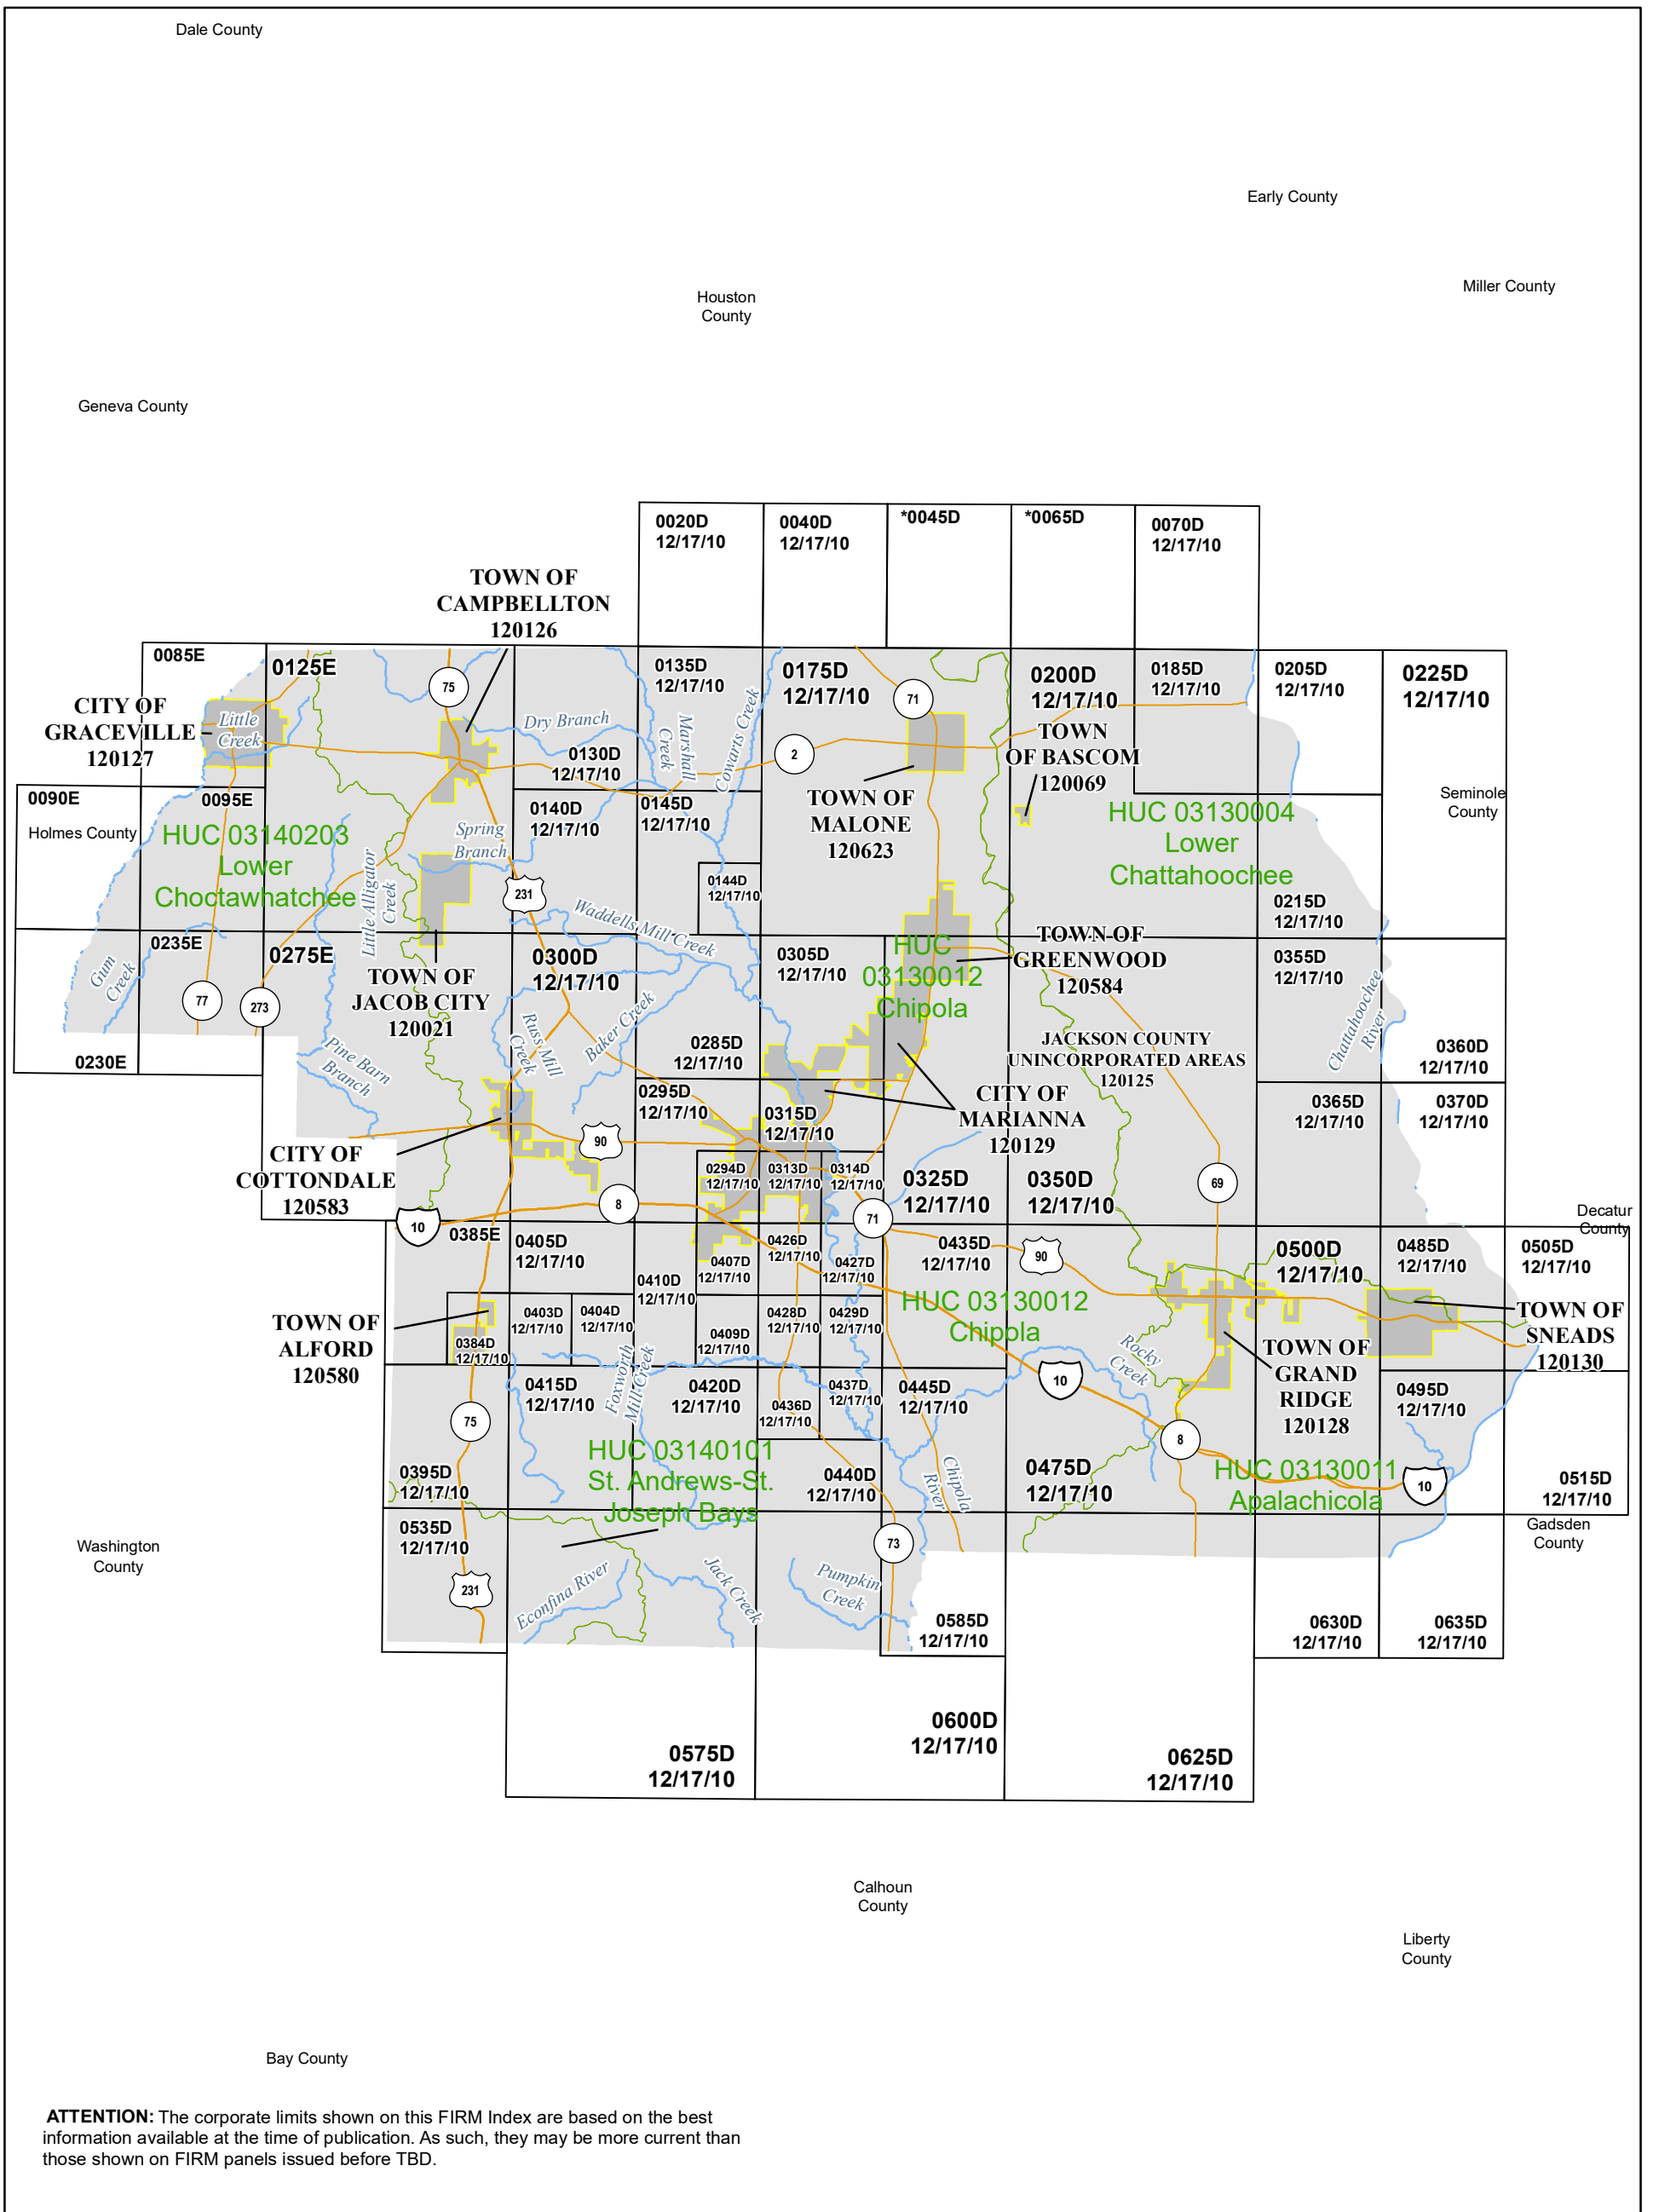 Dale County
Early County
Miller County
Houston
County
Geneva County
0020D
12/17/10
0040D
12/17/10
*0045D
*0065D
0070D
12/17/10
TOWN OF
CAMPBELLTON
120126
0085E
0125E
75
0135D
12/17/10
0175D
12/17/10
71
0200D
12/17/10
0185D
12/17/10
0205D
12/17/10
0225D
12/17/10
CITY OF
GRACEVILLE
120127
Little
Creek
Dry Branch
Marshall
Creek
Cowarts Creek
2
0130D
12/17/10
TOWN
OF BASCOM
120069
0090E
0095E
Holmes County
HUC 03140203
Lower
Choctawhatchee
0140D
12/17/10
0145D
12/17/10
TOWN OF
MALONE
120623
HUC 03130004
Lower
Chattahoochee
Seminole
County
Spring
Branch
Little Alligator
Creek
231
0144D
12/17/10
Waddells Mill Creek
0215D
12/17/10
0235E
0275E
0300D
12/17/10
0305D
12/17/10
HUC
03130012
Chipola
TOWN OF
GREENWOOD
120584
0355D
12/17/10
Gum
Creek
77
273
TOWN OF
JACOB CITY
120021
Russ Mill
Creek
Baker Creek
0285D
12/17/10
JACKSON COUNTY
UNINCORPORATED AREAS
120125
Chattahoochee
River
0360D
12/17/10
0230E
Pine Barn
Branch
0295D
12/17/10
0315D
12/17/10
CITY OF
MARIANNA
120129
0365D
12/17/10
0370D
12/17/10
90
CITY OF
COTTONDALE
120583
0294D
12/17/10
0313D
12/17/10
0314D
12/17/10
0325D
12/17/10
0350D
12/17/10
69
8
71
10
Decatur
County
0385E
0405D
12/17/10
0407D
12/17/10
0426D
12/17/10
0427D
12/17/10
0435D
12/17/10
90
0500D
12/17/10
0485D
12/17/10
0505D
12/17/10
0410D
12/17/10
HUC 03130012
Chipola
TOWN OF
ALFORD
120580
0384D
12/17/10
0403D
12/17/10
0404D
12/17/10
0409D
12/17/10
0428D
12/17/10
0429D
12/17/10
Rocky
Creek
TOWN OF
GRAND
RIDGE
120128
TOWN OF
SNEADS
120130
Foxworth
Mill Creek
0415D
12/17/10
0420D
12/17/10
0436D
12/17/10
0437D
12/17/10
0445D
12/17/10
10
0495D
12/17/10
75
8
HUC 03140101
St. Andrews-St.
Joseph Bays
0395D
12/17/10
0440D
12/17/10
Chipola
River
0475D
12/17/10
HUC 03130011
Apalachicola
10
0515D
12/17/10
0535D
12/17/10
Washington
County
73
Gadsden
County
231
Econfina River
Jack Creek
Pumpkin
Creek
0585D
12/17/10
0630D
12/17/10
0635D
12/17/10
0575D
12/17/10
0600D
12/17/10
0625D
12/17/10
Calhoun
County
Liberty
County
Bay County
ATTENTION: The corporate limits shown on this FIRM Index are based on the best
information available at the time of publication. As such, they may be more current than
those shown on FIRM panels issued before TBD.